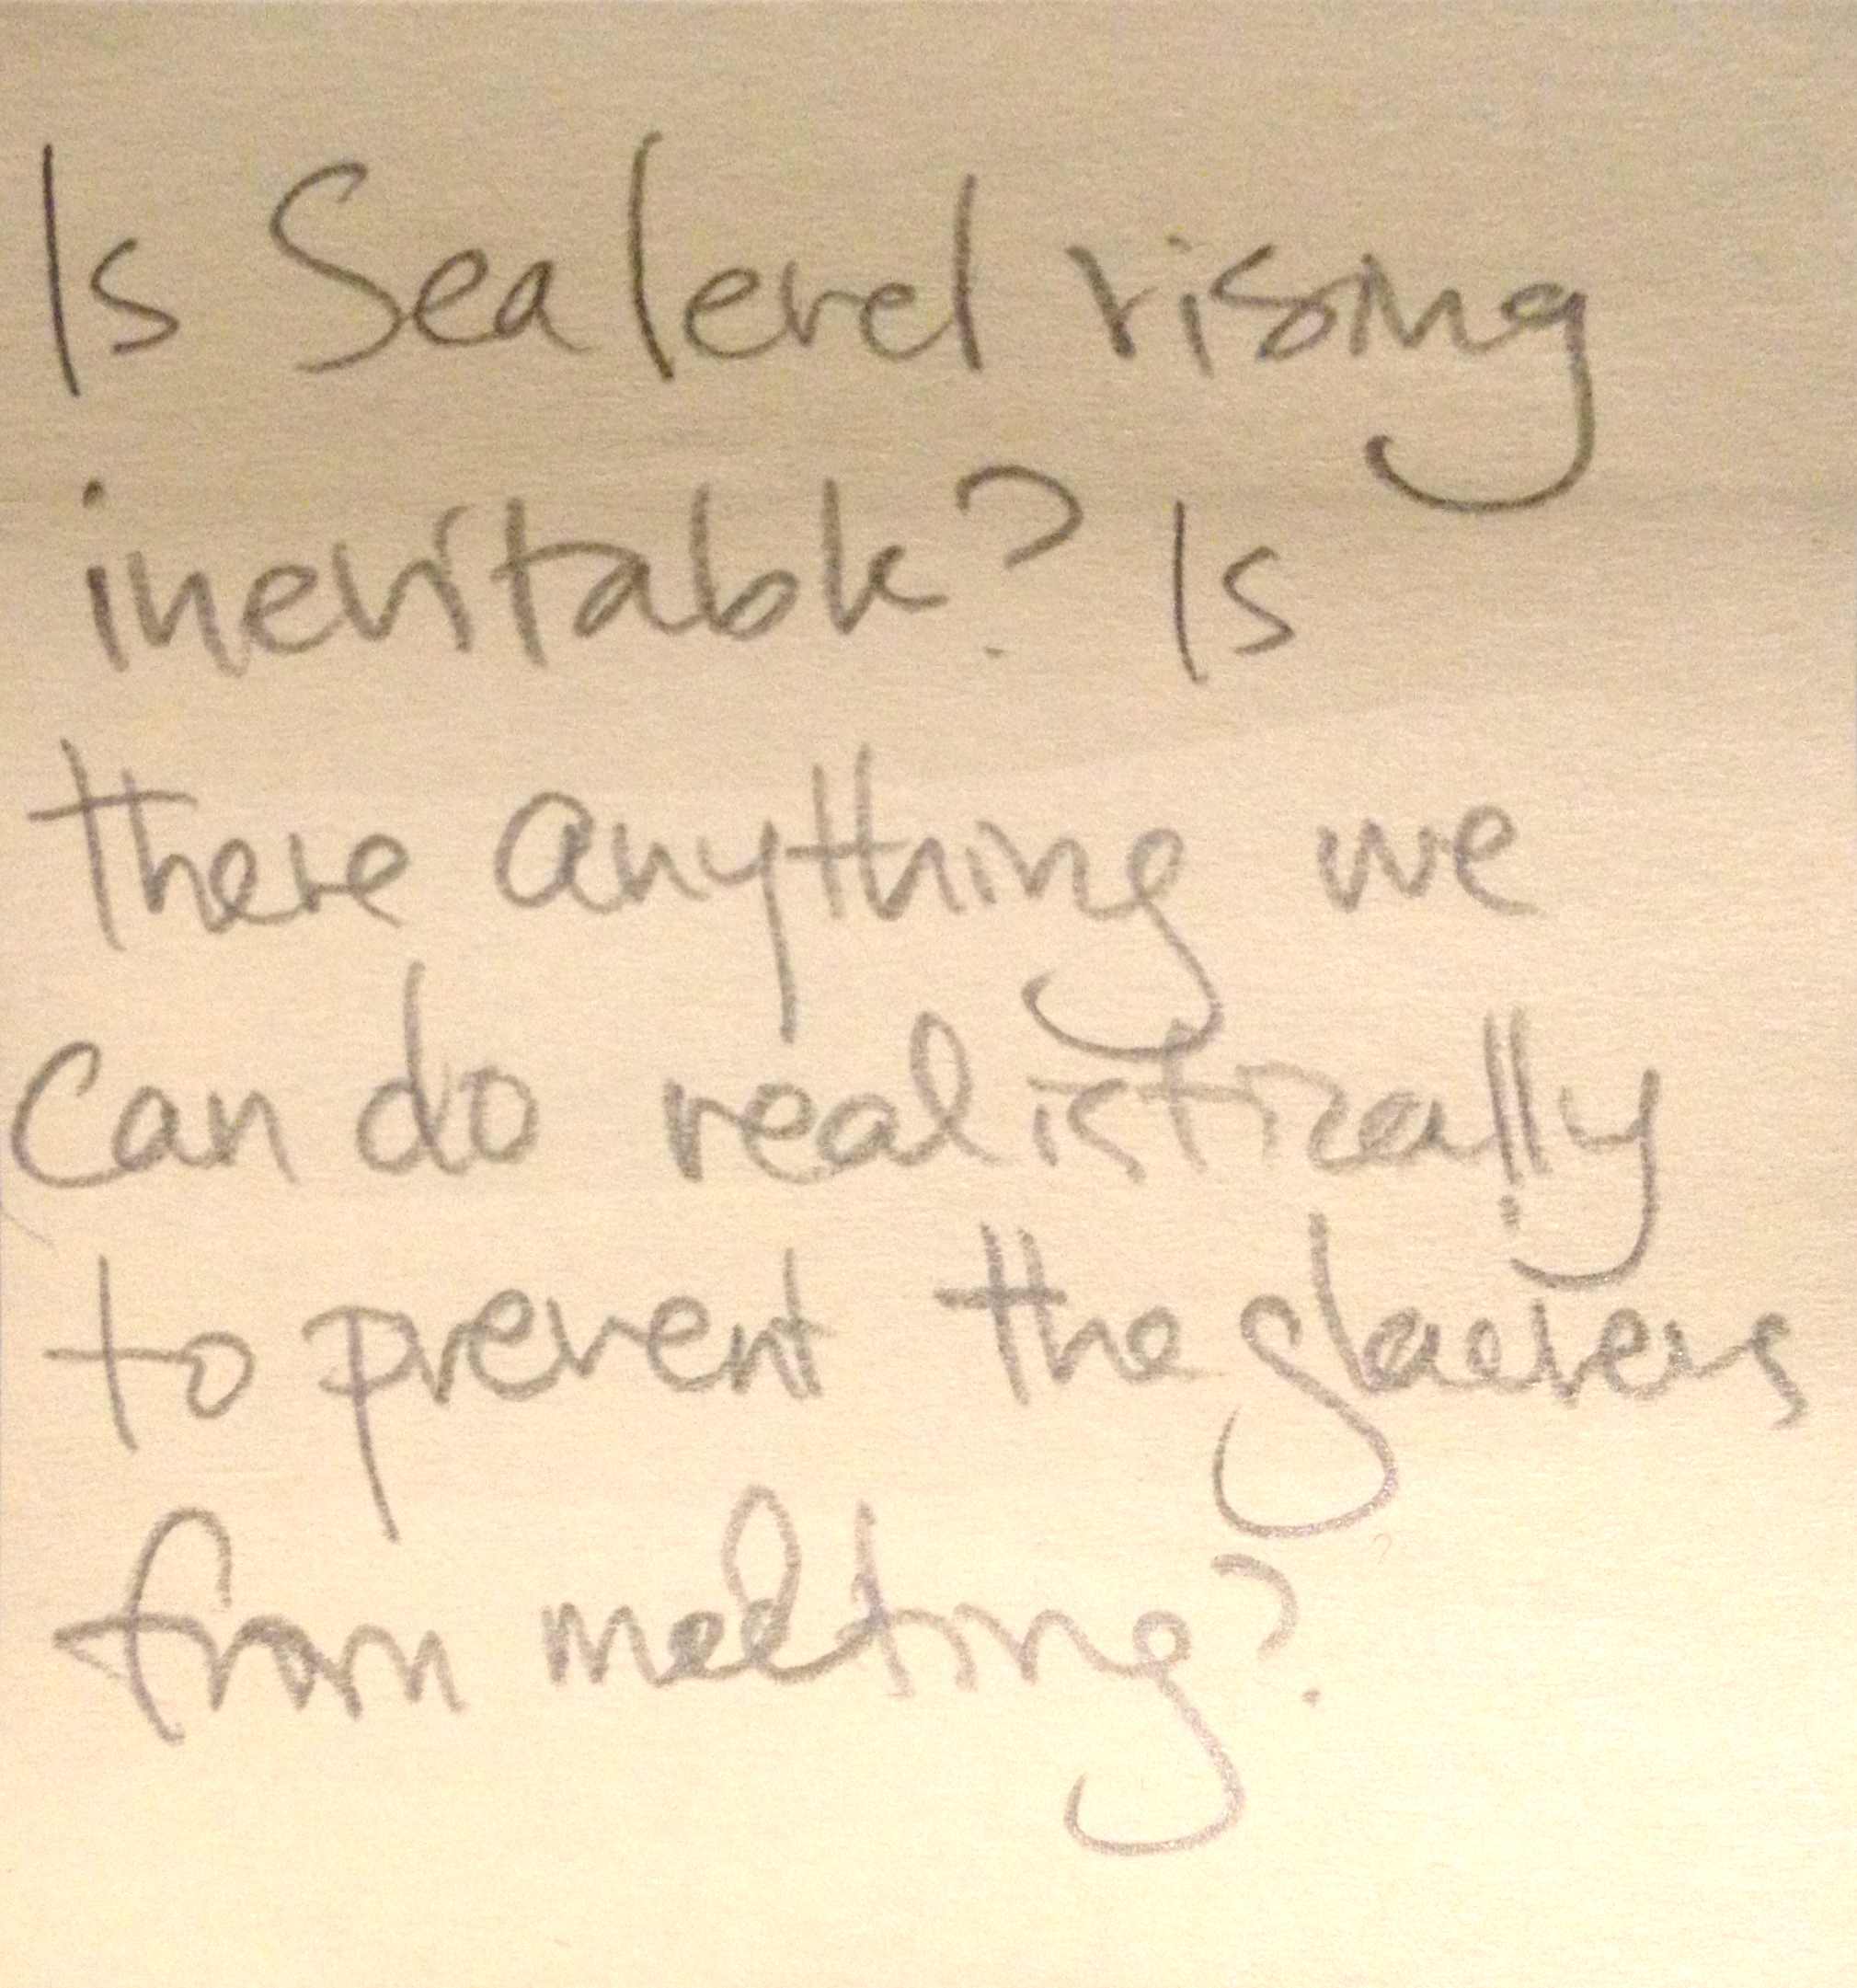 Is Sea level rising
inevitable? Is
there anything we
can do realistically
to prevent the glaciers
from melting?